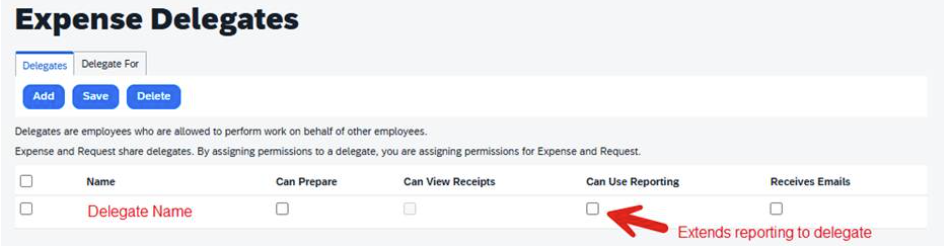 Expense Delegates
Delegates Delegate For
Add Save Delete
Delegates are employees who are allowed to perform work on behalf of other employees.
Expense and Request share delegates. By assigning permissions to a delegate, you are assigning permissions for Expense and Request.
Name Can Prepare Can View Receipts Can Use Reporting Receives Emails
Delegate Name
Extends reporting to delegate